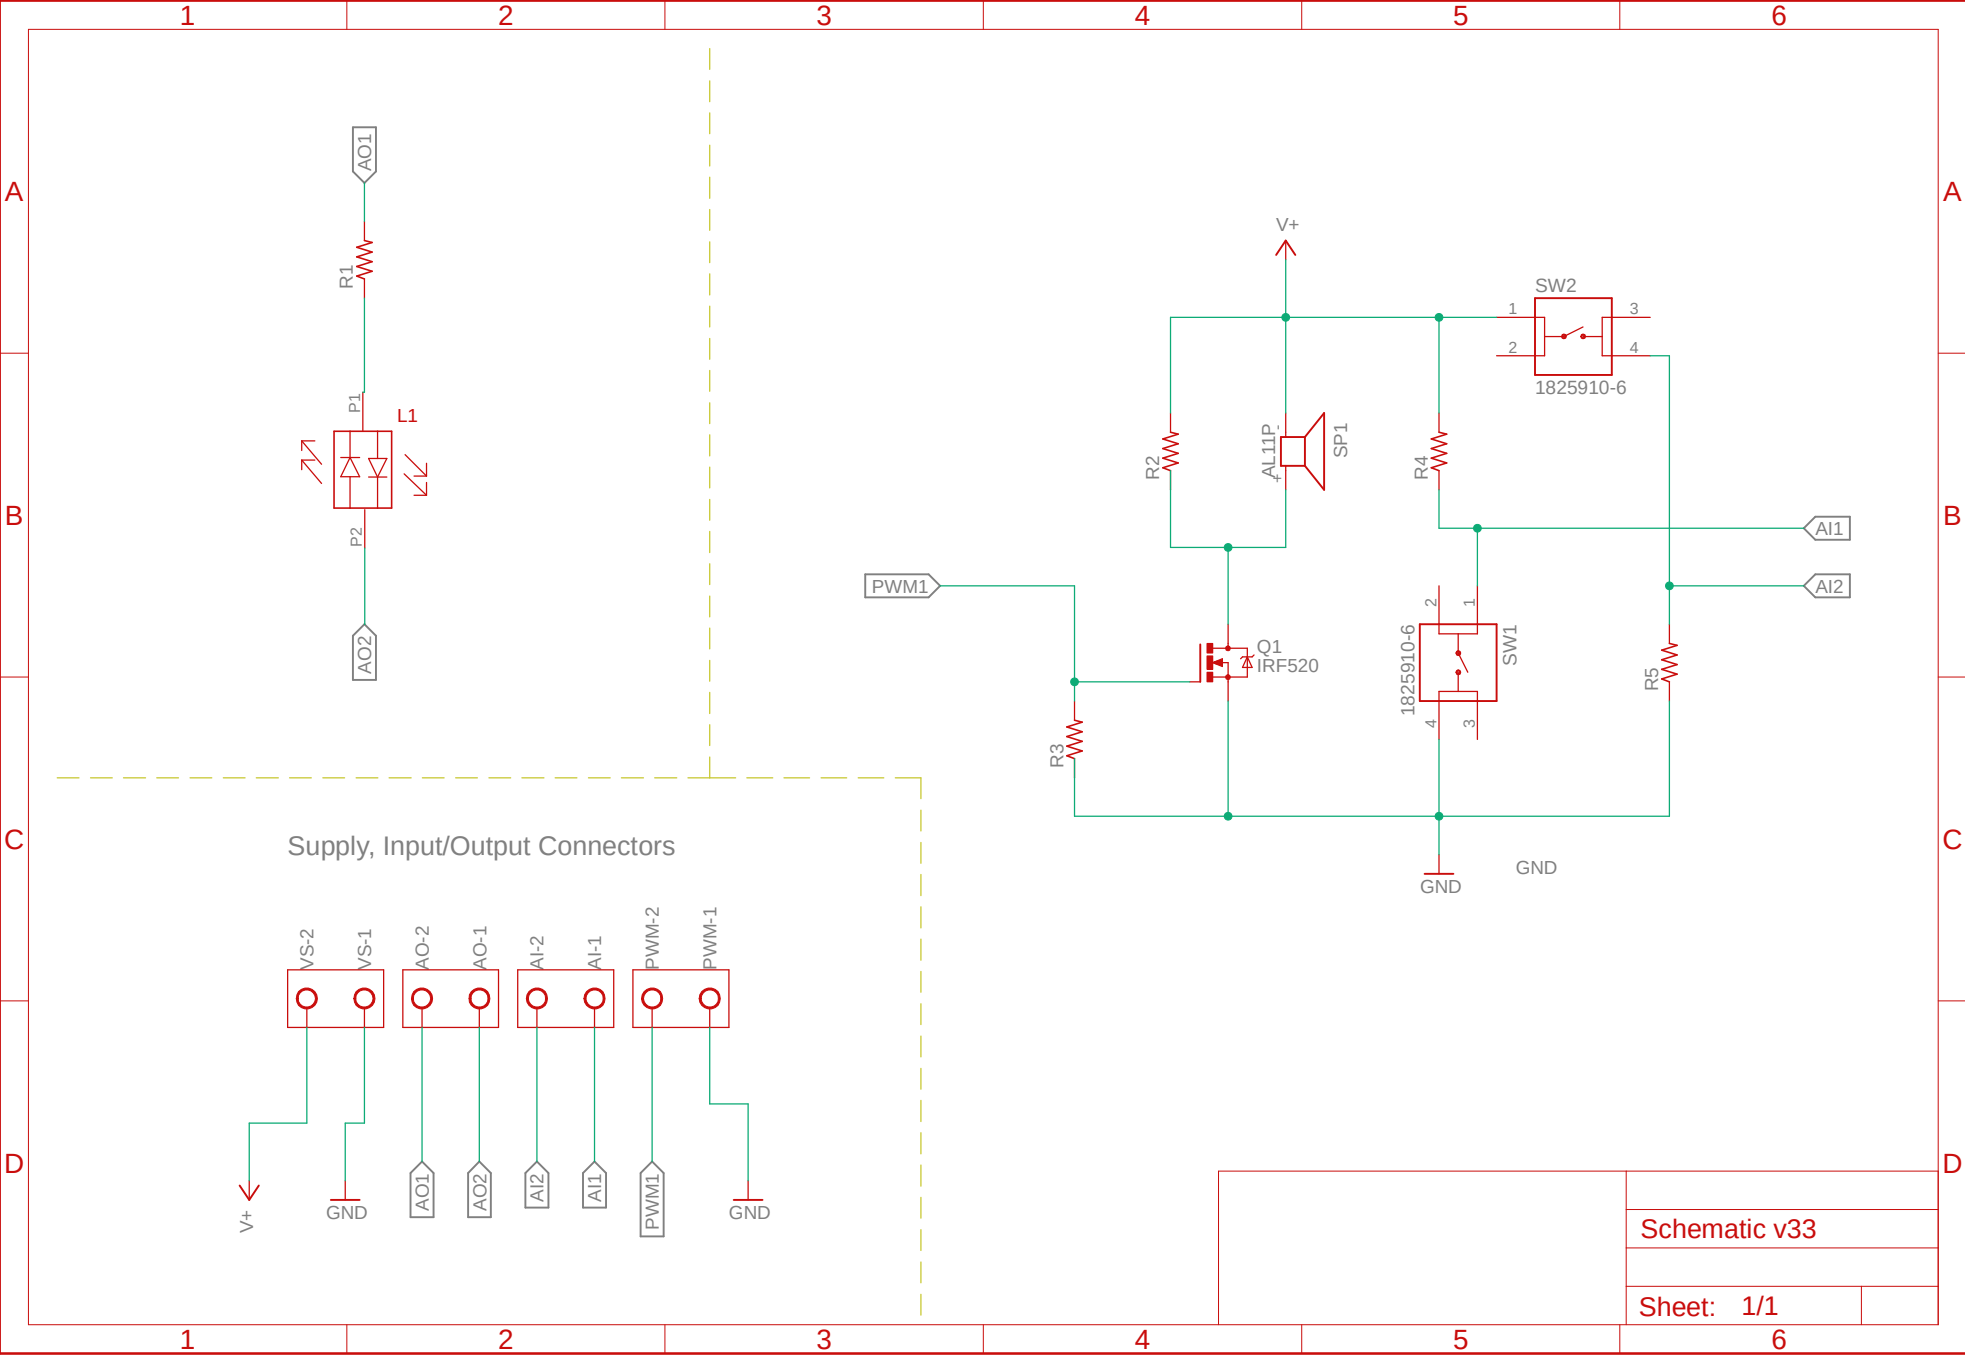 1 2 3 4 5 6
A A
AO1
V+
R1
SW2
1 3
2 4
1825910-6
P1
L1
R2
AL11P
-
+
SP1
R4
B B
P2
AI1
PWM1
AI2
AO2
2 1
Q1
IRF520
1825910-6
SW1
R5
4 3
R3
C C
Supply, Input/Output Connectors
GND
GND
VS-2 VS-1 AO-2 AO-1 AI-2 AI-1 PWM-2 PWM-1
D D
V+ GND AO1 AO2 AI2 AI1 PWM1 GND
Schematic v33
Sheet: 1/1
1 2 3 4 5 6